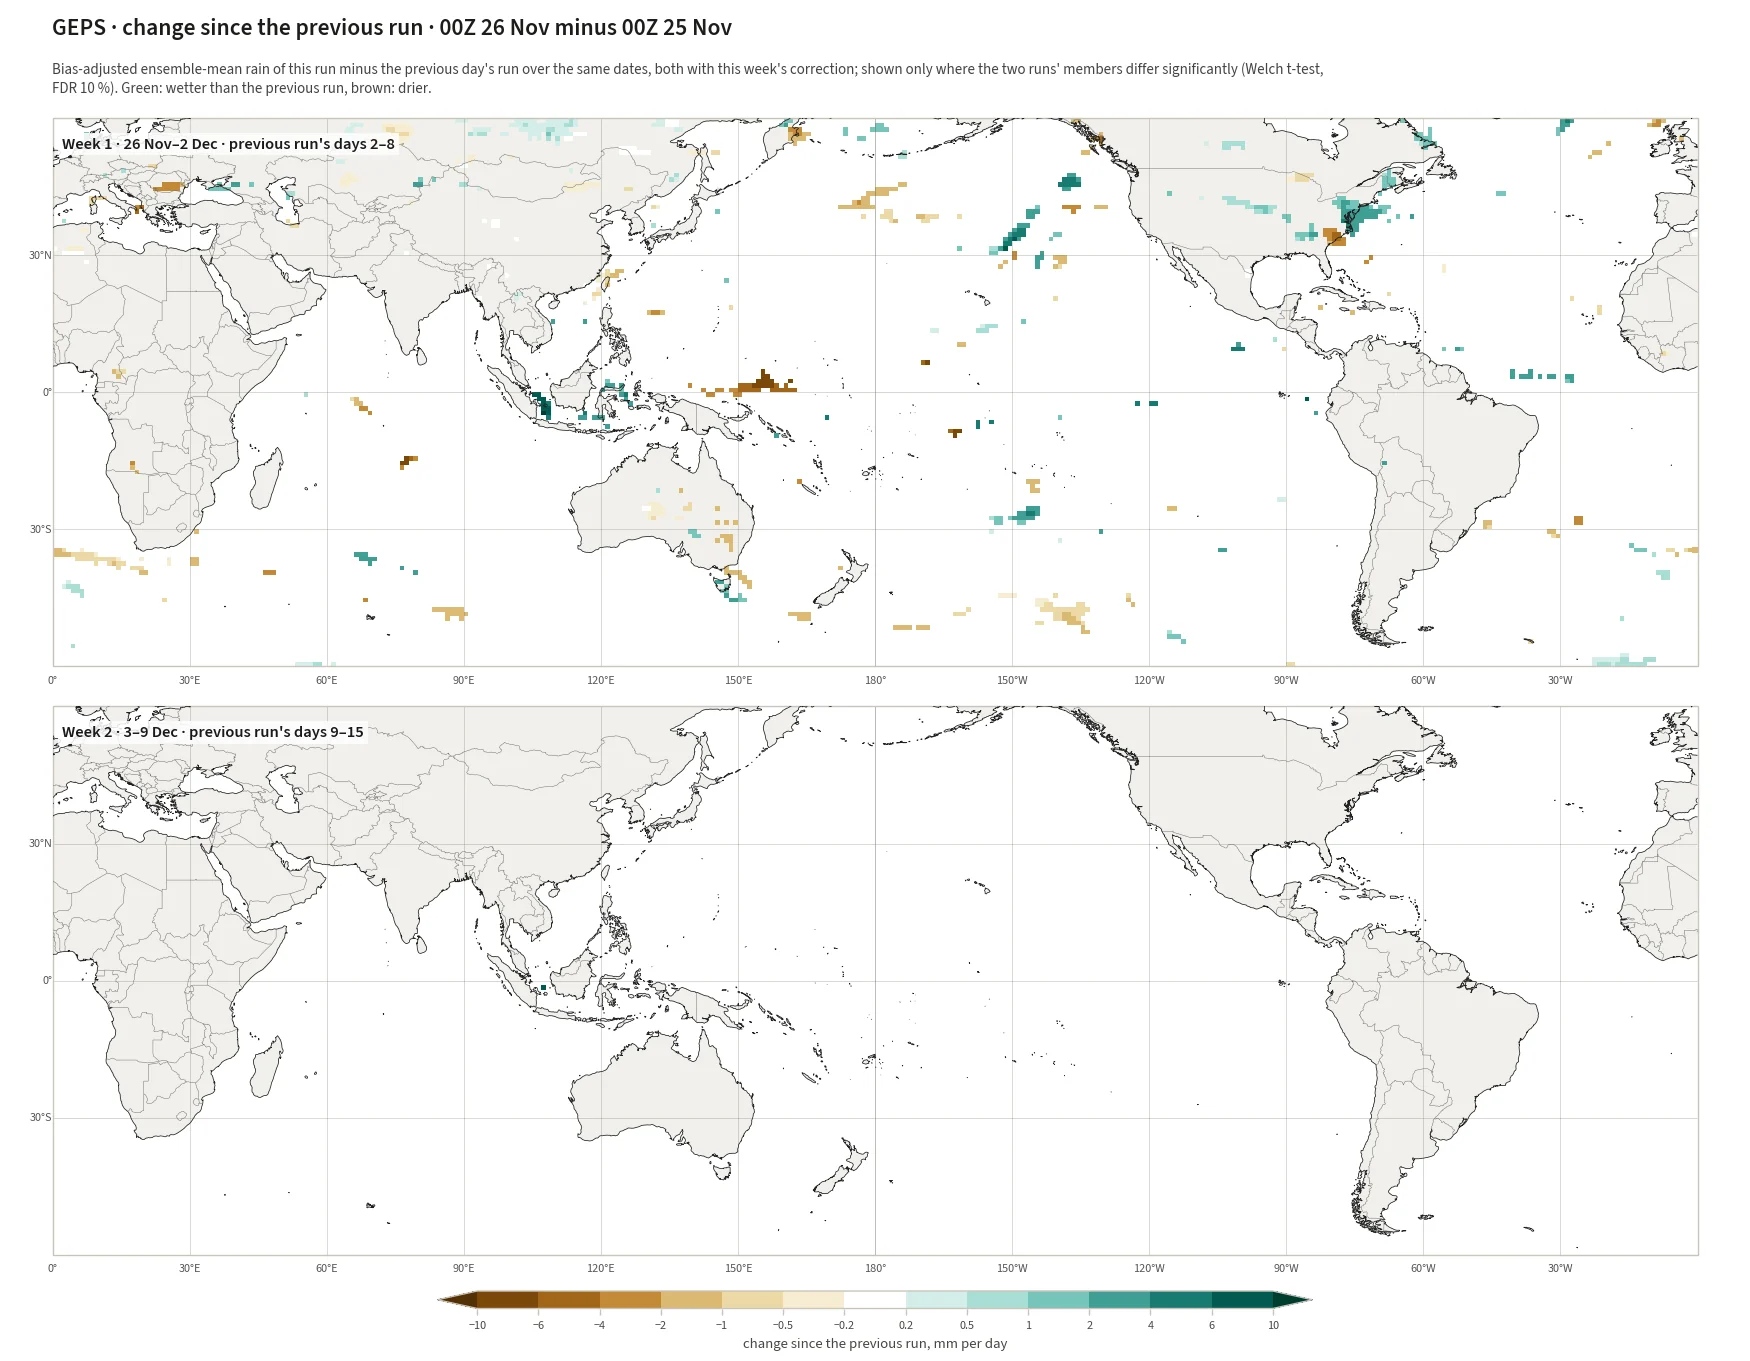 GEPS · change since the previous run · 00Z 26 Nov minus 00Z 25 Nov
Bias-adjusted ensemble-mean rain of this run minus the previous day's run over the same dates, both with this week's correction; shown only where the two runs' members differ significantly (Welch t-test,
FDR 10 %). Green: wetter than the previous run, brown: drier.
Week 1 · 26 Nov–2 Dec · previous run's days 2–8
30°N
0°
30°S
0° 30°E 60°E 90°E 120°E 150°E 180° 150°W 120°W 90°W 60°W 30°W
Week 2 · 3–9 Dec · previous run's days 9–15
30°N
0°
30°S
0° 30°E 60°E 90°E 120°E 150°E 180° 150°W 120°W 90°W 60°W 30°W
−10 −6 −4 −2 −1 −0.5 −0.2 0.2 0.5 1 2 4 6 10
change since the previous run, mm per day